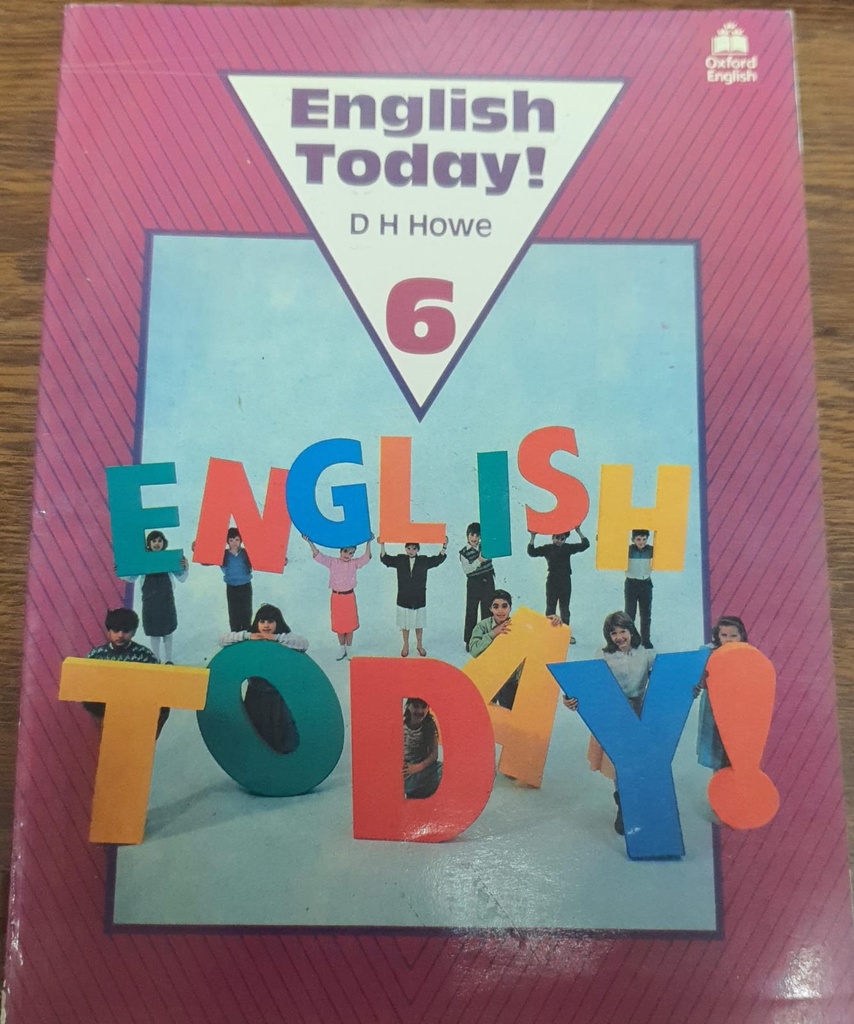 Oxford
English
English
Today!
D H Howe
6
ENGLISH
TODAY!